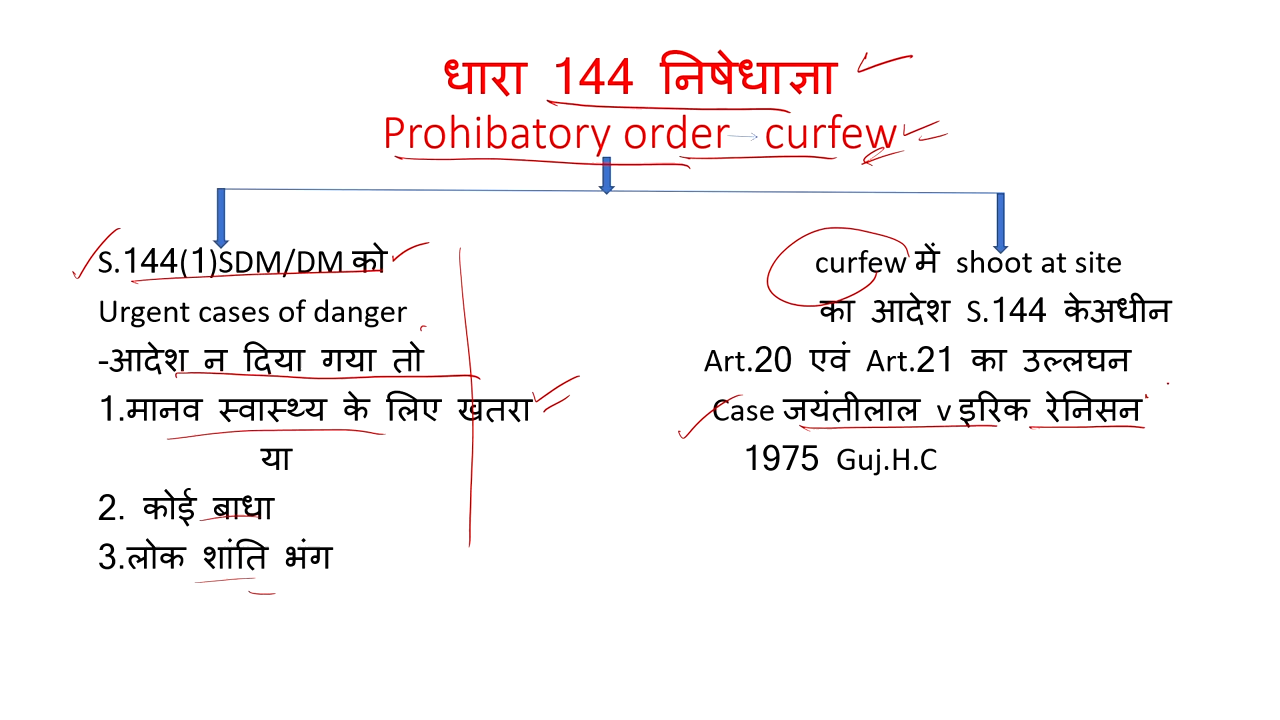 धारा 144 निषेधाज्ञा
Prohibatory order → curfew
S.144(1)SDM/DM को
Urgent cases of danger
-आदेश न दिया गया तो
1.मानव स्वास्थ्य के लिए खतरा
या
2. कोई बाधा
3.लोक शांति भंग
curfew में shoot at site
का आदेश S.144 केअधीन
Art.20 एवं Art.21 का उल्लघन
Case जयंतीलाल v इरिक रेनिसन
1975 Guj.H.C